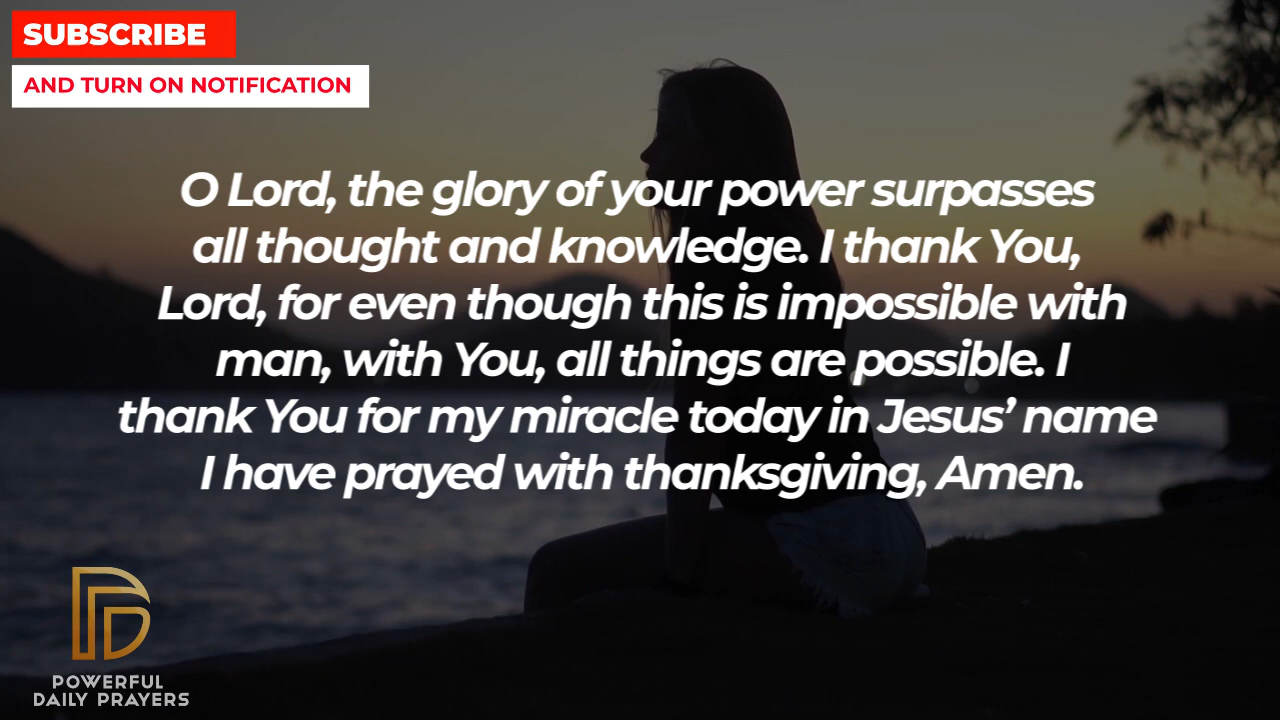 SUBSCRIBE
AND TURN ON NOTIFICATION
O Lord, the glory of your power surpasses
all thought and knowledge. I thank You,
Lord, for even though this is impossible with
man, with You, all things are possible. I
thank You for my miracle today in Jesus’ name
I have prayed with thanksgiving, Amen.
POWERFUL
DAILY PRAYERS